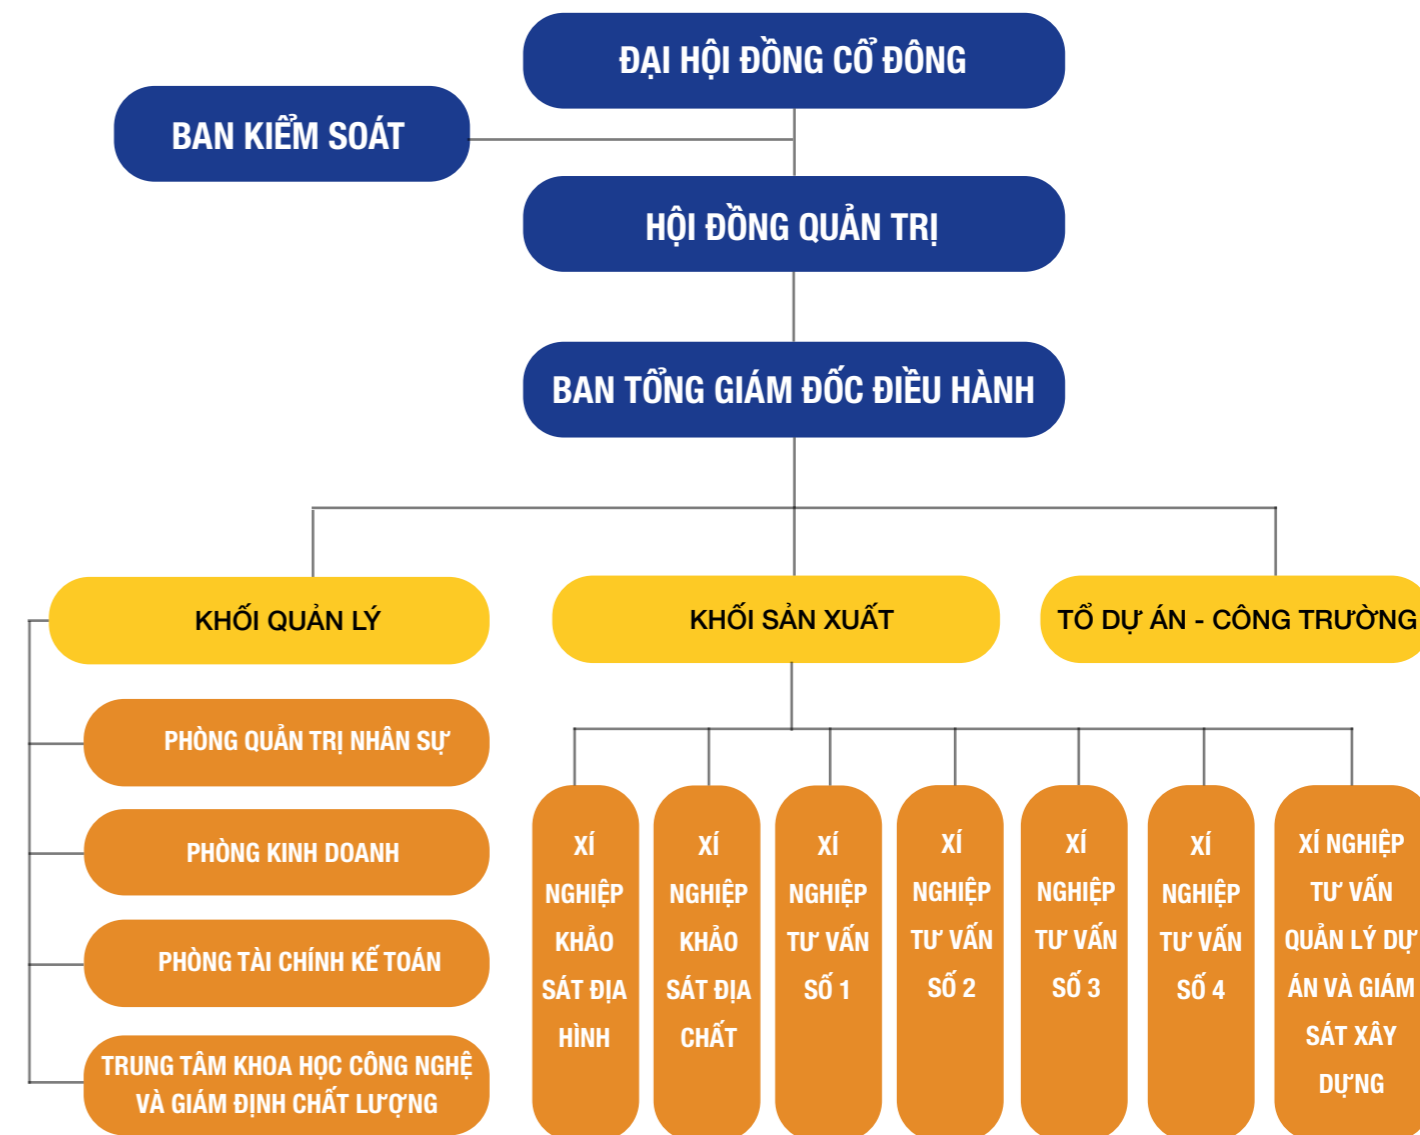 ĐẠI HỘI ĐỒNG CỔ ĐÔNG
BAN KIỂM SOÁT
HỘI ĐỒNG QUẢN TRỊ
BAN TỔNG GIÁM ĐỐC ĐIỀU HÀNH
KHỐI QUẢN LÝ
KHỐI SẢN XUẤT
TỔ DỰ ÁN - CÔNG TRƯỜNG
PHÒNG QUẢN TRỊ NHÂN SỰ
PHÒNG KINH DOANH
PHÒNG TÀI CHÍNH KẾ TOÁN
TRUNG TÂM KHOA HỌC CÔNG NGHỆ
VÀ GIÁM ĐỊNH CHẤT LƯỢNG
XÍ
NGHIỆP
KHẢO
SÁT ĐỊA
HÌNH
XÍ
NGHIỆP
KHẢO
SÁT ĐỊA
CHẤT
XÍ
NGHIỆP
TƯ VẤN
SỐ 1
XÍ
NGHIỆP
TƯ VẤN
SỐ 2
XÍ
NGHIỆP
TƯ VẤN
SỐ 3
XÍ
NGHIỆP
TƯ VẤN
SỐ 4
XÍ NGHIỆP
TƯ VẤN
QUẢN LÝ DỰ
ÁN VÀ GIÁM
SÁT XÂY
DỰNG